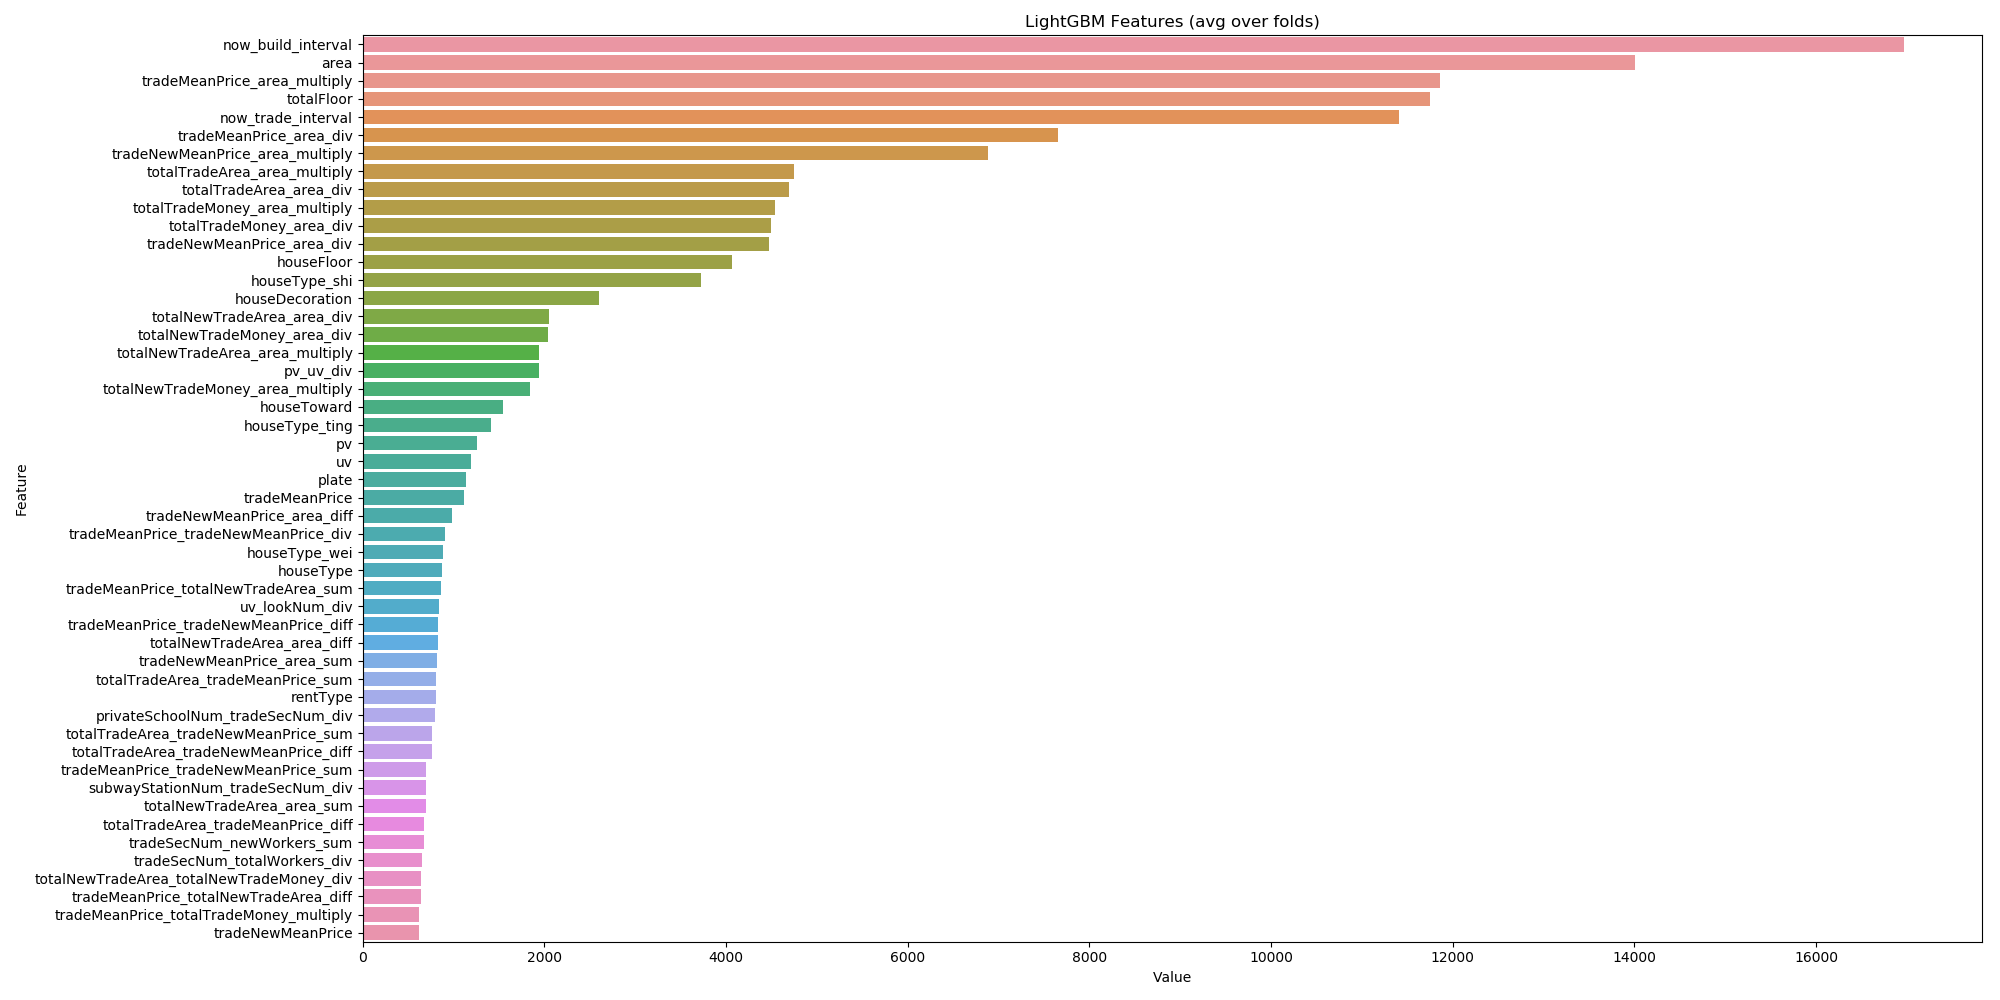 LightGBM Features (avg over folds)
now_build_interval
area
tradeMeanPrice_area_multiply
totalFloor
now_trade_interval
tradeMeanPrice_area_div
tradeNewMeanPrice_area_multiply
totalTradeArea_area_multiply
totalTradeArea_area_div
totalTradeMoney_area_multiply
totalTradeMoney_area_div
tradeNewMeanPrice_area_div
houseFloor
houseType_shi
houseDecoration
totalNewTradeArea_area_div
totalNewTradeMoney_area_div
totalNewTradeArea_area_multiply
pv_uv_div
totalNewTradeMoney_area_multiply
houseToward
houseType_ting
pv
uv
plate
tradeMeanPrice
tradeNewMeanPrice_area_diff
tradeMeanPrice_tradeNewMeanPrice_div
houseType_wei
houseType
tradeMeanPrice_totalNewTradeArea_sum
uv_lookNum_div
tradeMeanPrice_tradeNewMeanPrice_diff
totalNewTradeArea_area_diff
tradeNewMeanPrice_area_sum
totalTradeArea_tradeMeanPrice_sum
rentType
privateSchoolNum_tradeSecNum_div
totalTradeArea_tradeNewMeanPrice_sum
totalTradeArea_tradeNewMeanPrice_diff
tradeMeanPrice_tradeNewMeanPrice_sum
subwayStationNum_tradeSecNum_div
totalNewTradeArea_area_sum
totalTradeArea_tradeMeanPrice_diff
tradeSecNum_newWorkers_sum
tradeSecNum_totalWorkers_div
totalNewTradeArea_totalNewTradeMoney_div
tradeMeanPrice_totalNewTradeArea_diff
tradeMeanPrice_totalTradeMoney_multiply
tradeNewMeanPrice
Feature
0 2000 4000 6000 8000 10000 12000 14000 16000
Value